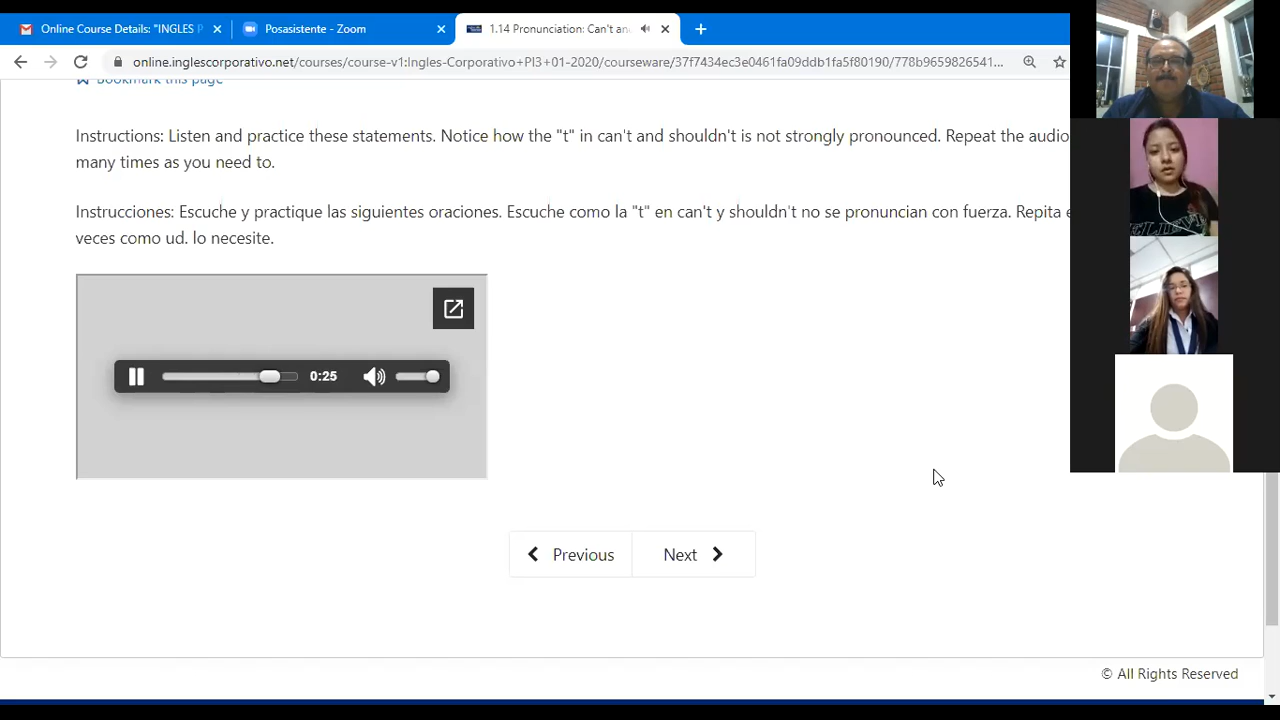 Online Course Details: "INGLES P
Posasistente - Zoom
1.14 Pronunciation: Can't an
online.inglescorporativo.net/courses/course-v1:Ingles-Corporativo+PI3+01-2020/courseware/37f7434ec3e0461fa09ddb1fa5f80190/778b9659826541...
Bookmark this page
Instructions: Listen and practice these statements. Notice how the "t" in can't and shouldn't is not strongly pronounced. Repeat the audio
many times as you need to.
Instrucciones: Escuche y practique las siguientes oraciones. Escuche como la "t" en can't y shouldn't no se pronuncian con fuerza. Repita e
veces como ud. lo necesite.
0:25
Previous Next
© All Rights Reserved